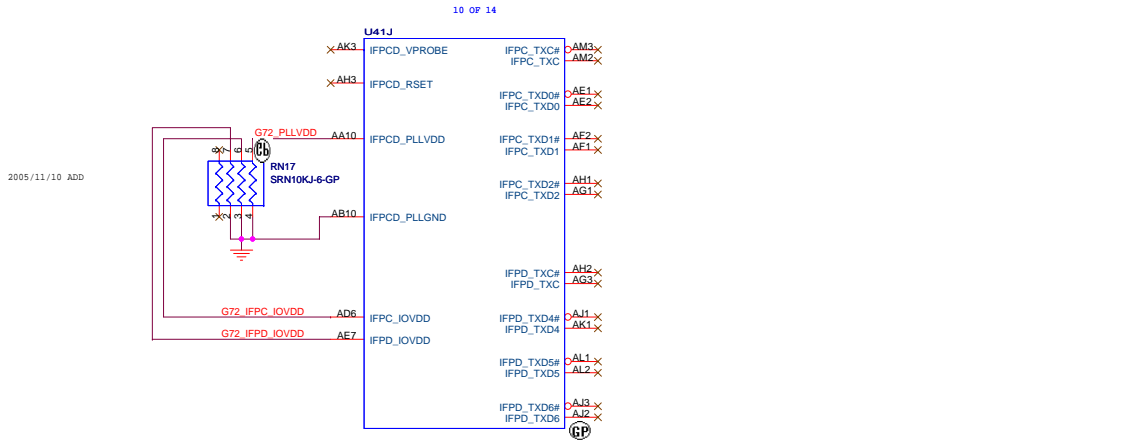 10 OF 14
U41J
AK3 IFPCD_VPROBE
IFPC_TXC# AM3
IFPC_TXC AM2
AH3 IFPCD_RSET
IFPC_TXD0# AE1
IFPC_TXD0 AE2
G72_PLLVDD AA10 IFPCD_PLLVDD
IFPC_TXD1# AF2
IFPC_TXD1 AF1
8 7 6 5
RN17
SRN10KJ-6-GP
2005/11/10 ADD
IFPC_TXD2# AH1
IFPC_TXD2 AG1
1 2 3 4
AB10 IFPCD_PLLGND
IFPD_TXC# AH2
IFPD_TXC AG3
G72_IFPC_IOVDD AD6 IFPC_IOVDD
IFPD_TXD4# AJ1
IFPD_TXD4 AK1
G72_IFPD_IOVDD AE7 IFPD_IOVDD
IFPD_TXD5# AL1
IFPD_TXD5 AL2
IFPD_TXD6# AJ3
IFPD_TXD6 AJ2
GP